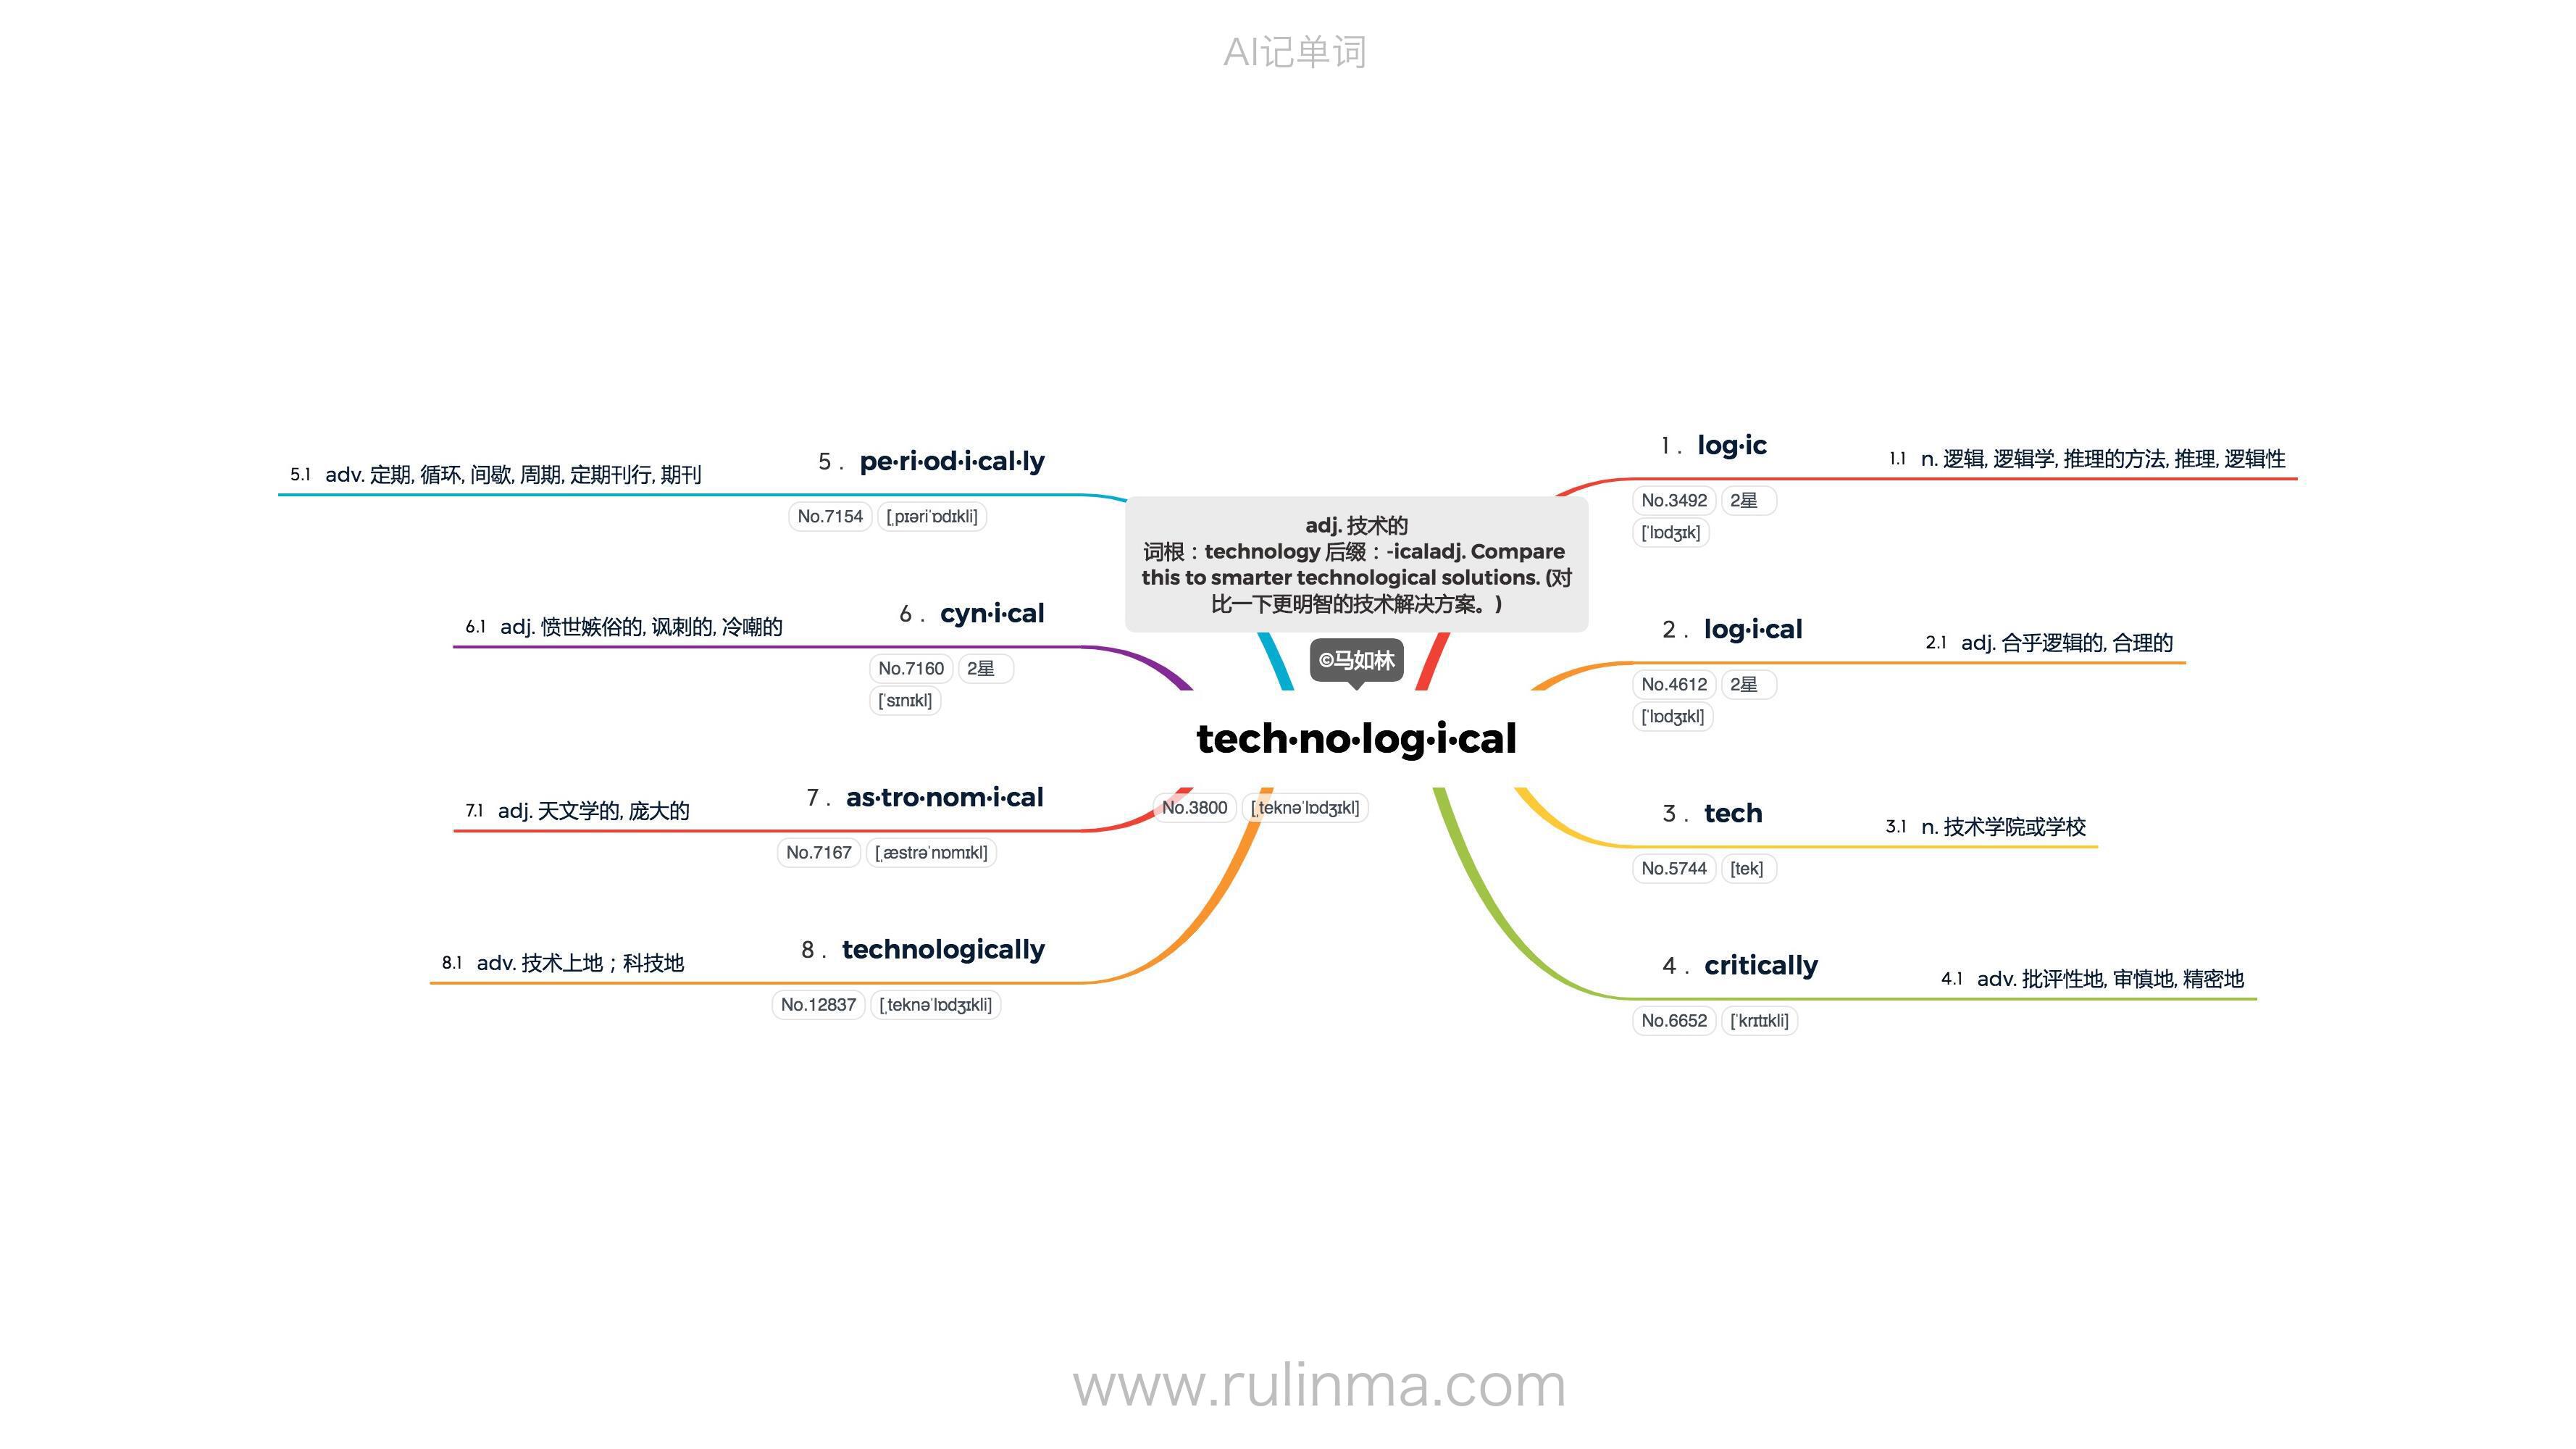 AI记单词
adj. 技术的
词根：technology 后缀：-icaladj. Compare
this to smarter technological solutions. (对
比一下更明智的技术解决方案。)
©马如林
tech·no·log·i·cal
No.3800 [ˌteknəˈlɒdʒɪkl]
1 . log·ic
1.1 n. 逻辑, 逻辑学, 推理的方法, 推理, 逻辑性
No.3492 2星
[ˈlɒdʒɪk]
2 . log·i·cal
2.1 adj. 合乎逻辑的, 合理的
No.4612 2星
[ˈlɒdʒɪkl]
3 . tech
3.1 n. 技术学院或学校
No.5744 [tek]
4 . critically
4.1 adv. 批评性地, 审慎地, 精密地
No.6652 [ˈkrɪtɪkli]
5 . pe·ri·od·i·cal·ly
5.1 adv. 定期, 循环, 间歇, 周期, 定期刊行, 期刊
No.7154 [ˌpɪəriˈɒdɪkli]
6 . cyn·i·cal
6.1 adj. 愤世嫉俗的, 讽刺的, 冷嘲的
No.7160 2星
[ˈsɪnɪkl]
7 . as·tro·nom·i·cal
7.1 adj. 天文学的, 庞大的
No.7167 [ˌæstrəˈnɒmɪkl]
8 . technologically
8.1 adv. 技术上地；科技地
No.12837 [ˌteknəˈlɒdʒɪkli]
www.rulinma.com